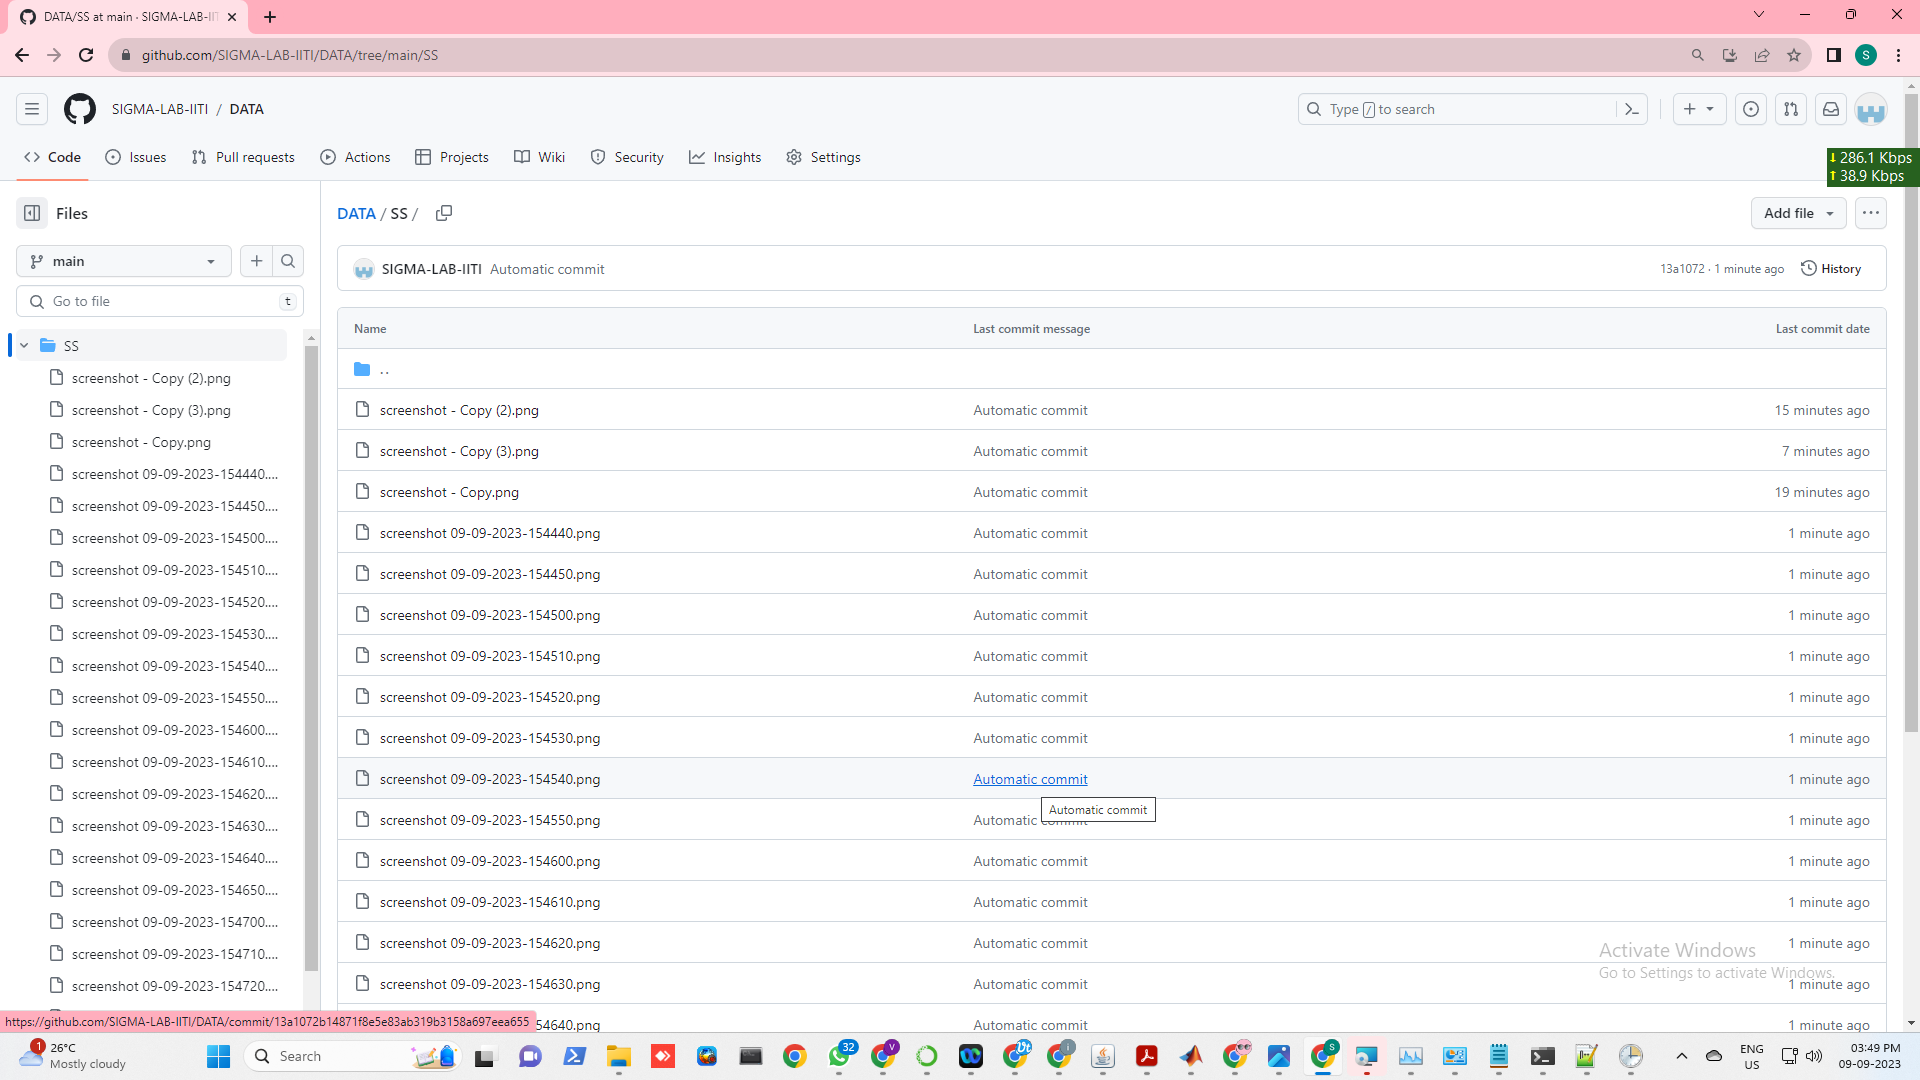 DATA/SS at main · SIGMA-LAB-IIT
github.com/SIGMA-LAB-IITI/DATA/tree/main/SS
S
SIGMA-LAB-IITI / DATA
Type / to search
Code
Issues
Pull requests
Actions
Projects
Wiki
Security
Insights
Settings
286.1 Kbps
38.9 Kbps
Files
DATA / SS /
Add file
main
Go to file
t
SIGMA-LAB-IITI Automatic commit
13a1072 · 1 minute ago
History
SS
screenshot - Copy (2).png
screenshot - Copy (3).png
screenshot - Copy.png
screenshot 09-09-2023-154440....
screenshot 09-09-2023-154450....
screenshot 09-09-2023-154500....
screenshot 09-09-2023-154510....
screenshot 09-09-2023-154520....
screenshot 09-09-2023-154530....
screenshot 09-09-2023-154540....
screenshot 09-09-2023-154550....
screenshot 09-09-2023-154600....
screenshot 09-09-2023-154610....
screenshot 09-09-2023-154620....
screenshot 09-09-2023-154630....
screenshot 09-09-2023-154640....
screenshot 09-09-2023-154650....
screenshot 09-09-2023-154700....
screenshot 09-09-2023-154710....
screenshot 09-09-2023-154720....
Name Last commit message Last commit date
..
screenshot - Copy (2).png Automatic commit 15 minutes ago
screenshot - Copy (3).png Automatic commit 7 minutes ago
screenshot - Copy.png Automatic commit 19 minutes ago
screenshot 09-09-2023-154440.png Automatic commit 1 minute ago
screenshot 09-09-2023-154450.png Automatic commit 1 minute ago
screenshot 09-09-2023-154500.png Automatic commit 1 minute ago
screenshot 09-09-2023-154510.png Automatic commit 1 minute ago
screenshot 09-09-2023-154520.png Automatic commit 1 minute ago
screenshot 09-09-2023-154530.png Automatic commit 1 minute ago
screenshot 09-09-2023-154540.png Automatic commit 1 minute ago
Automatic commit
screenshot 09-09-2023-154550.png Automatic commit 1 minute ago
screenshot 09-09-2023-154600.png Automatic commit 1 minute ago
screenshot 09-09-2023-154610.png Automatic commit 1 minute ago
screenshot 09-09-2023-154620.png Automatic commit 1 minute ago
screenshot 09-09-2023-154630.png Automatic commit 1 minute ago
54640.png Automatic commit 1 minute ago
Activate Windows
Go to Settings to activate Windows.
https://github.com/SIGMA-LAB-IITI/DATA/commit/13a1072b14871f8e5e83ab319b3158a697eea655
1
26°C
Mostly cloudy
Search
32
V
S
ENG
US
03:49 PM
09-09-2023